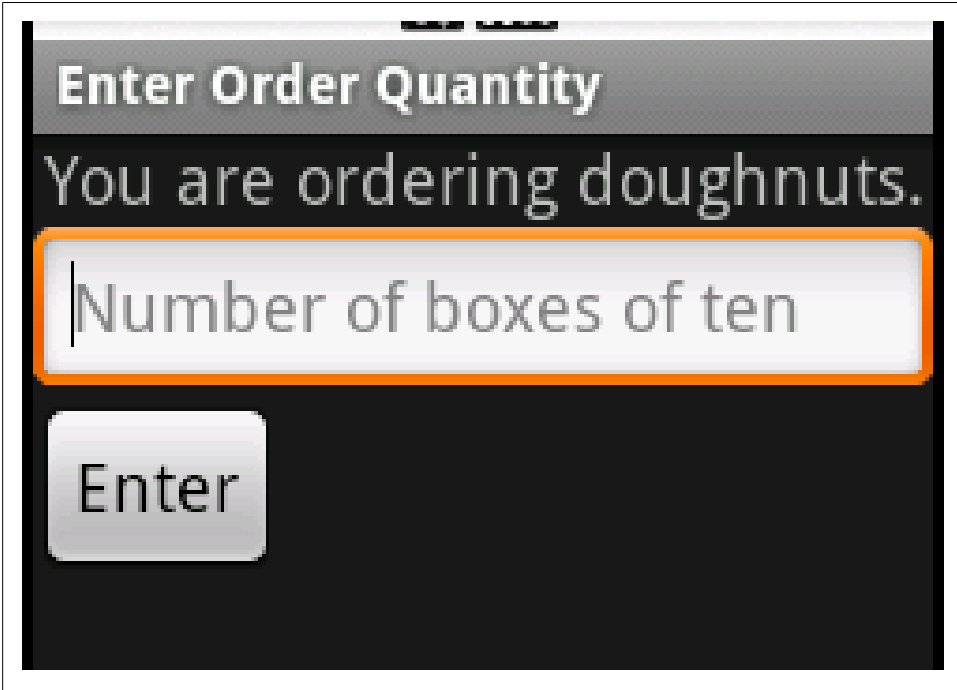 Enter Order Quantity
You are ordering doughnuts.
Number of boxes of ten
Enter